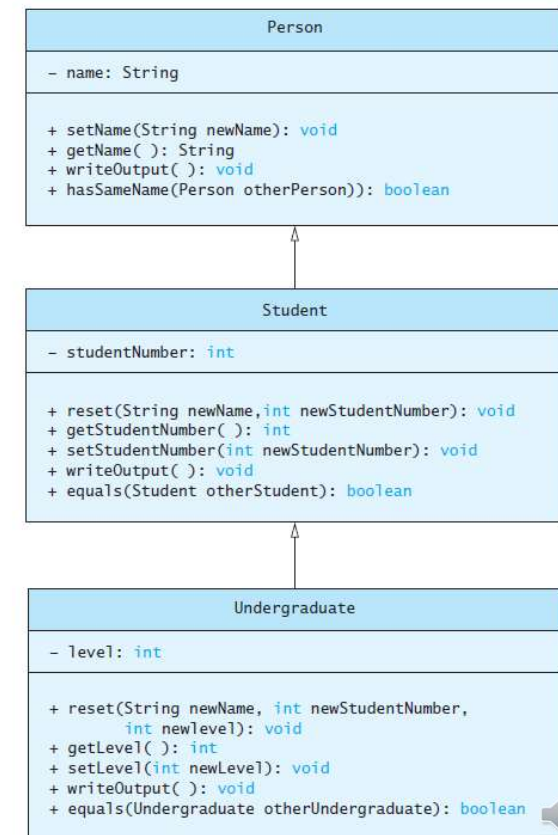 Person
– name: String
+ setName(String newName): void
+ getName( ): String
+ writeOutput( ): void
+ hasSameName(Person otherPerson)): boolean
Student
– studentNumber: int
+ reset(String newName,int newStudentNumber): void
+ getStudentNumber( ): int
+ setStudentNumber(int newStudentNumber): void
+ writeOutput( ): void
+ equals(Student otherStudent): boolean
Undergraduate
– level: int
+ reset(String newName, int newStudentNumber,
int newlevel): void
+ getLevel( ): int
+ setLevel(int newLevel): void
+ writeOutput( ): void
+ equals(Undergraduate otherUndergraduate): boolean